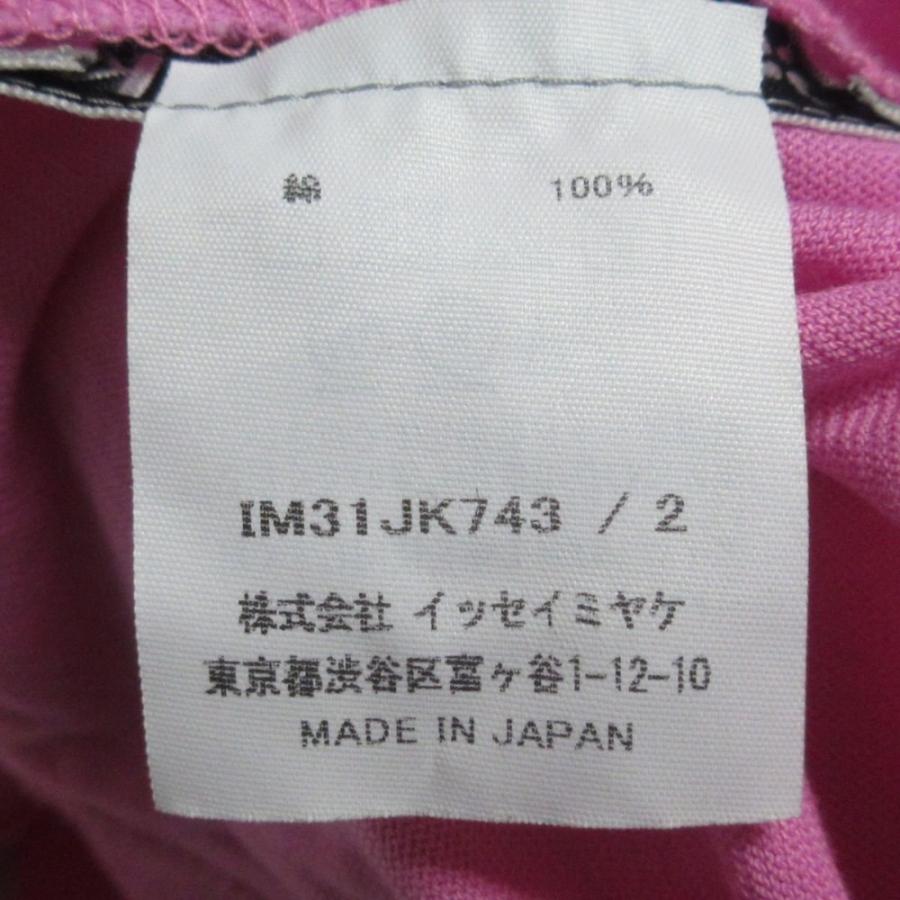 綿 100%
IM31JK743 / 2
株式会社 イッセイミヤケ
東京都渋谷区富ヶ谷1-12-10
MADE IN JAPAN